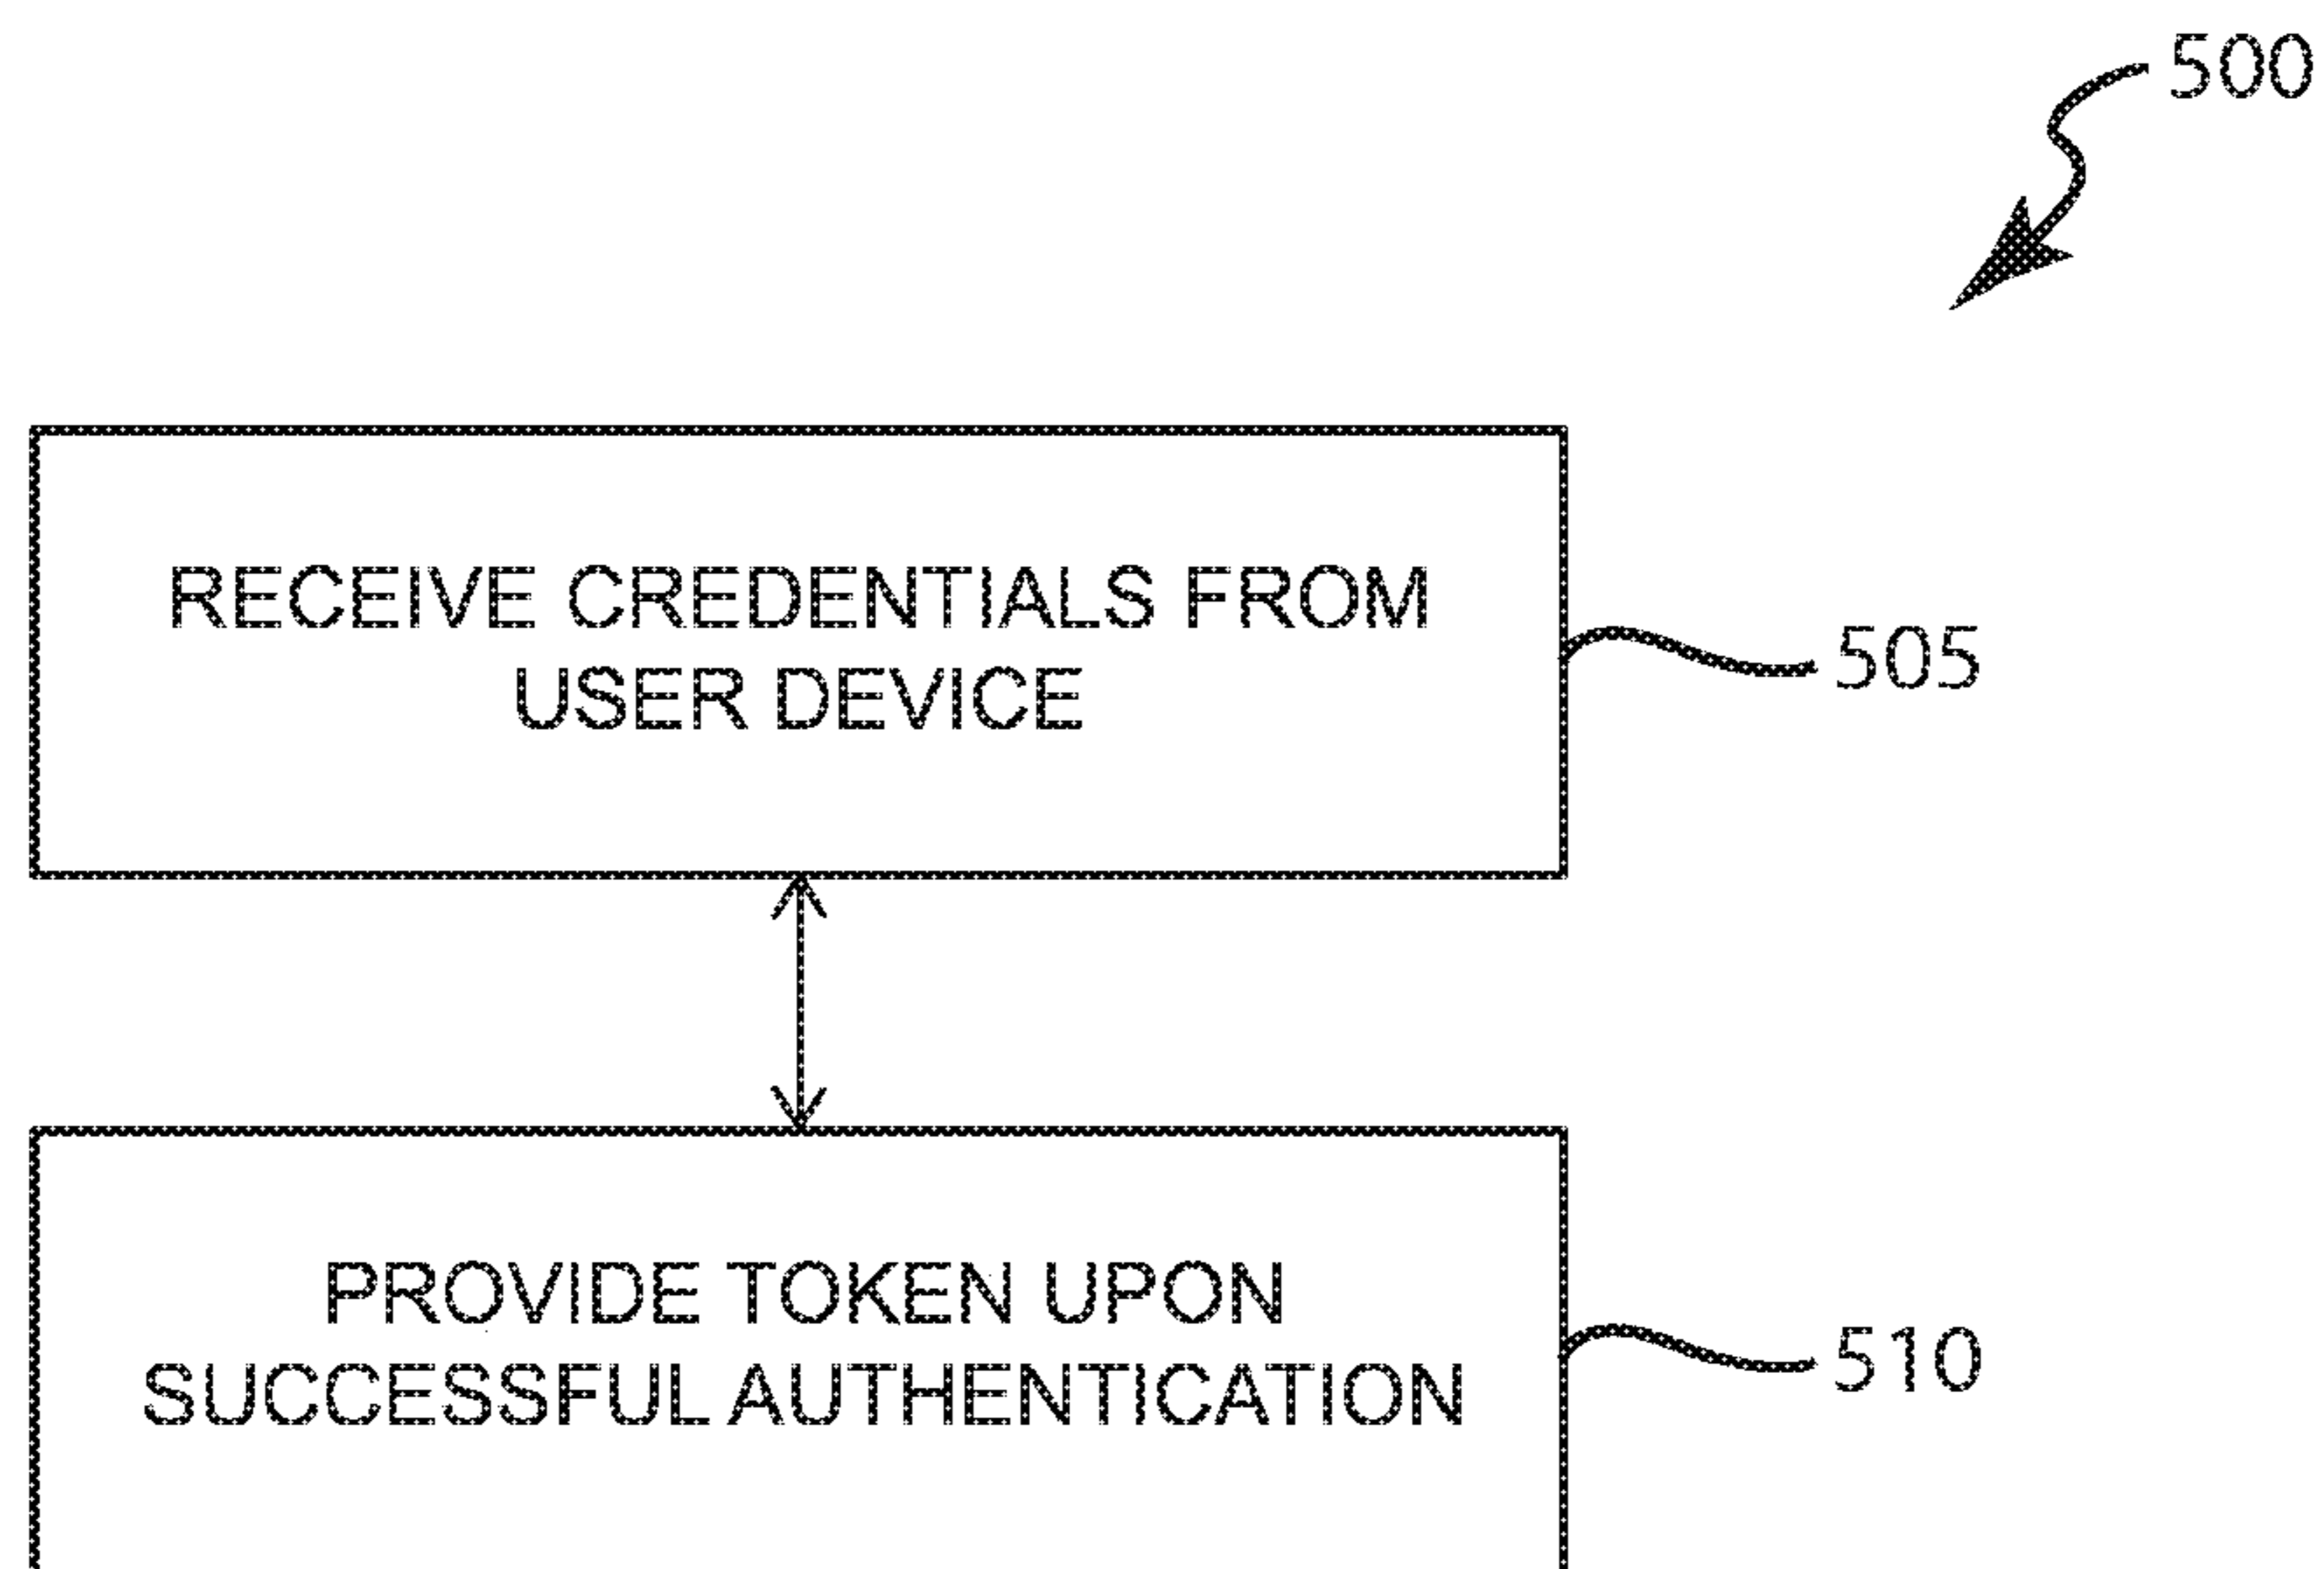 500
RECEIVE CREDENTIALS FROM
USER DEVICE
505
PROVIDE TOKEN UPON
SUCCESSFUL AUTHENTICATION
510